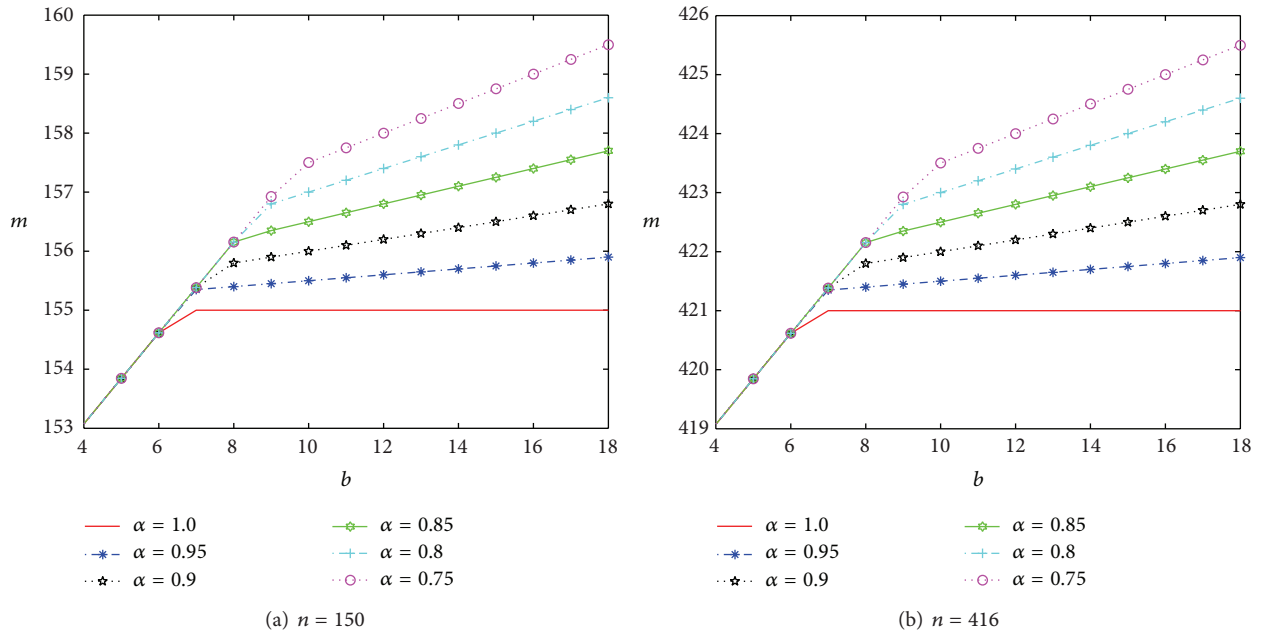 160
159
158
157
156
155
154
153
m
4 6 8 10 12 14 16 18
b
α = 1.0
α = 0.95
α = 0.9
α = 0.85
α = 0.8
α = 0.75
(a) n = 150
426
425
424
423
422
421
420
419
m
4 6 8 10 12 14 16 18
b
α = 1.0
α = 0.95
α = 0.9
α = 0.85
α = 0.8
α = 0.75
(b) n = 416